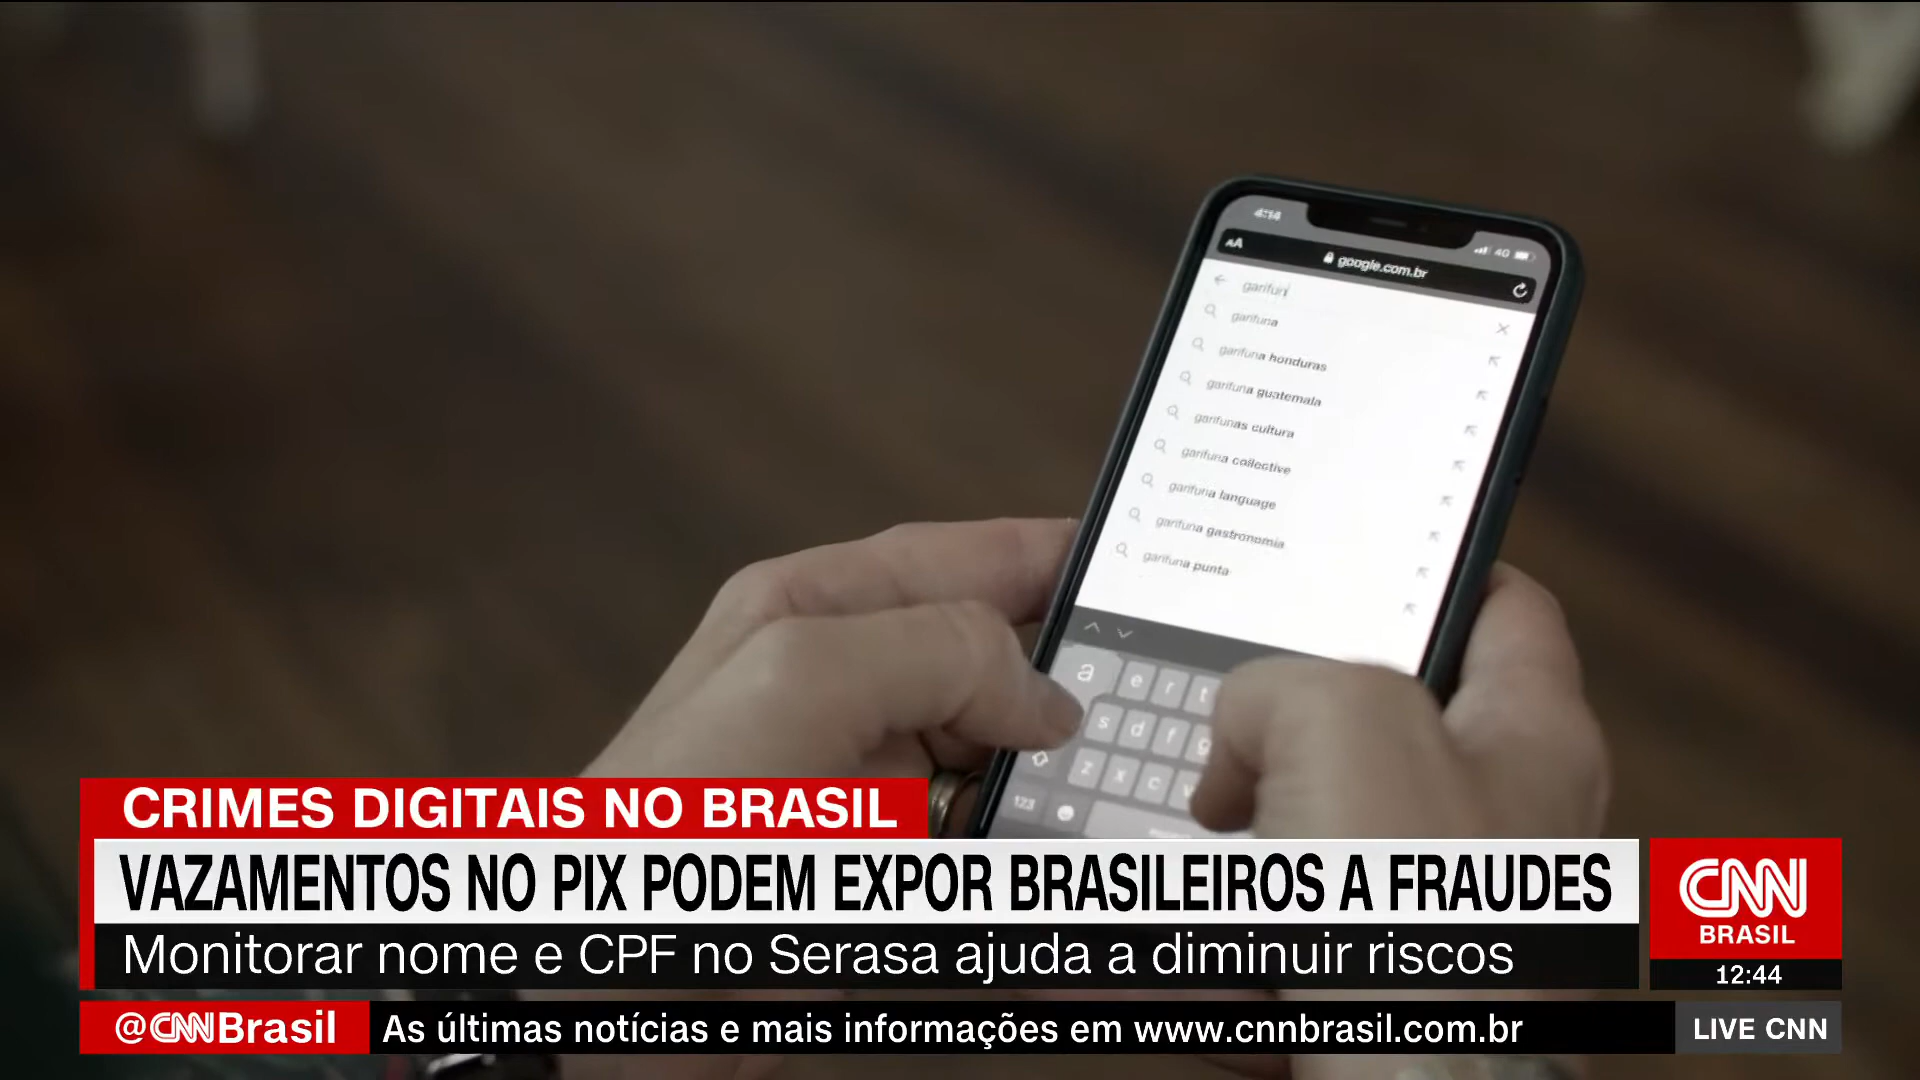 4:14
4G
AA
google.com.br
garifun
garifuna
garifuna honduras
garifuna guatemala
garifunas cultura
garifuna collective
garifuna language
garifuna gastronomia
garifuna punta
a e r t
s d f g
z x c v
123
CRIMES DIGITAIS NO BRASIL
VAZAMENTOS NO PIX PODEM EXPOR BRASILEIROS A FRAUDES
Monitorar nome e CPF no Serasa ajuda a diminuir riscos
CNN
BRASIL
12:44
@CNNBrasil As últimas notícias e mais informações em www.cnnbrasil.com.br
LIVE CNN